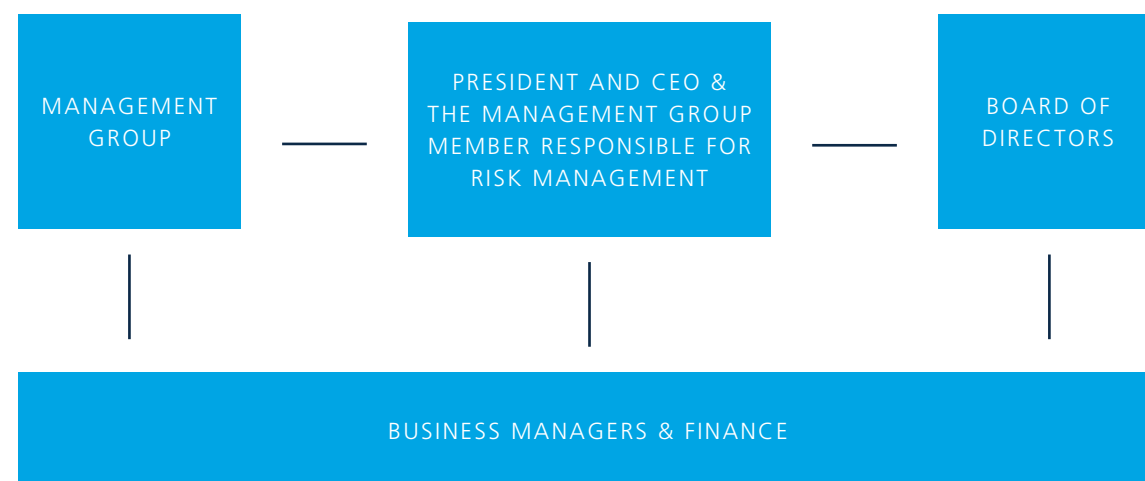 MANAGEMENT
GROUP
PRESIDENT AND CEO &
THE MANAGEMENT GROUP
MEMBER RESPONSIBLE FOR
RISK MANAGEMENT
BOARD OF
DIRECTORS
BUSINESS MANAGERS & FINANCE